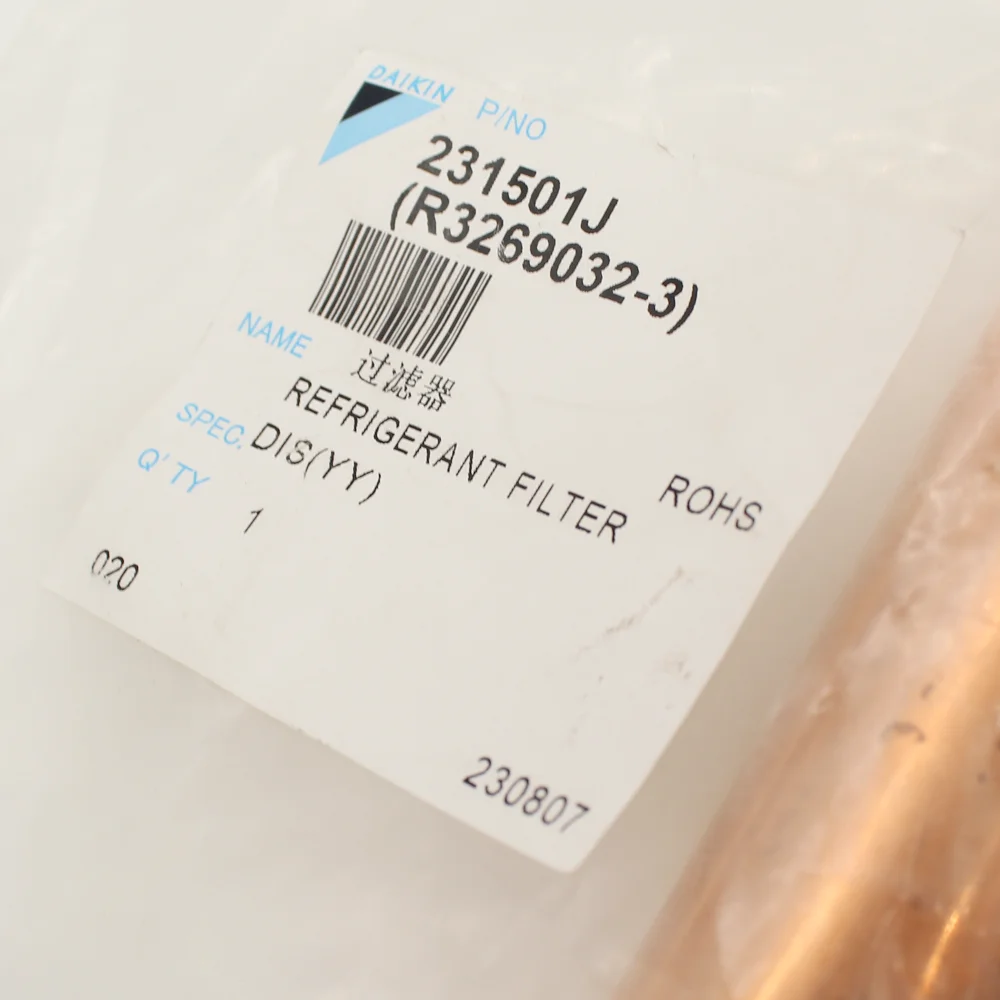 DAIKIN
P/NO
231501J
(R3269032-3)
NAME
过滤器
REFRIGERANT FILTER
SPEC.
DIS(YY)
ROHS
Q'TY
1
020
230807